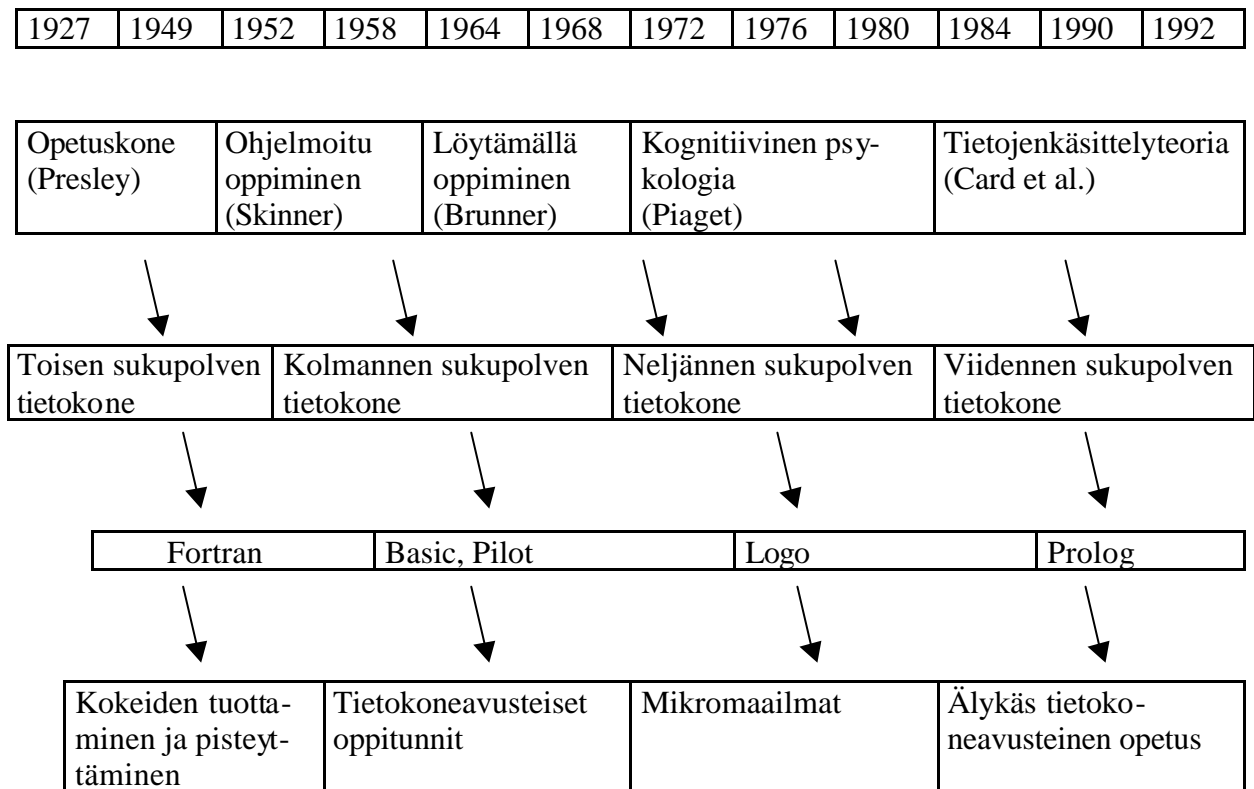 1927 1949 1952 1958 1964 1968 1972 1976 1980 1984 1990 1992
Opetuskone
(Presley)
Ohjelmoitu
oppiminen
(Skinner)
Löytämällä
oppiminen
(Brunner)
Kognitiivinen psy-
kologia
(Piaget)
Tietojenkäsittelyteoria
(Card et al.)
Toisen sukupolven
tietokone
Kolmannen sukupolven
tietokone
Neljännen sukupolven
tietokone
Viidennen sukupolven
tietokone
Fortran
Basic, Pilot
Logo
Prolog
Kokeiden tuotta-
minen ja pisteyt-
täminen
Tietokoneavusteiset
oppitunnit
Mikromaailmat
Älykäs tietoko-
neavusteinen opetus